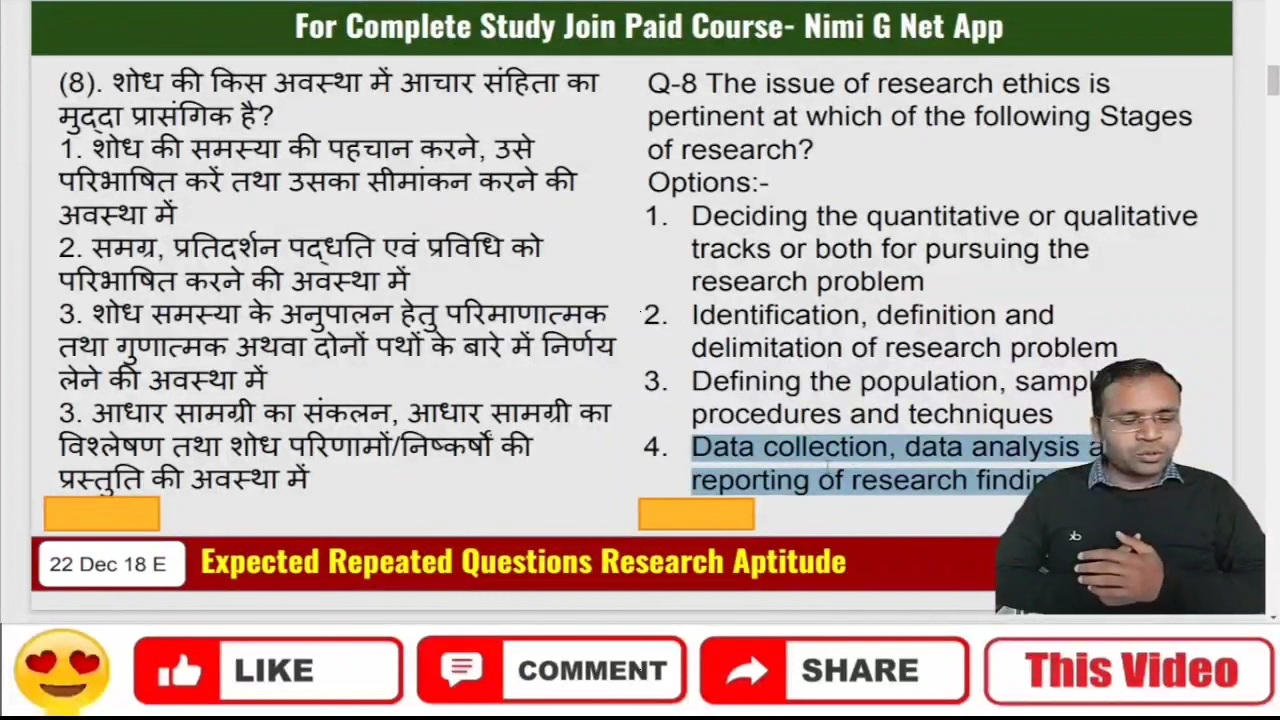 For Complete Study Join Paid Course- Nimi G Net App
(8). शोध की किस अवस्था में आचार संहिता का
मुद्दा प्रासंगिक है?
1. शोध की समस्या की पहचान करने, उसे
परिभाषित करें तथा उसका सीमांकन करने की
अवस्था में
2. समग्र, प्रतिदर्शन पद्धति एवं प्रविधि को
परिभाषित करने की अवस्था में
3. शोध समस्या के अनुपालन हेतु परिमाणात्मक
तथा गुणात्मक अथवा दोनों पथों के बारे में निर्णय
लेने की अवस्था में
3. आधार सामग्री का संकलन, आधार सामग्री का
विश्लेषण तथा शोध परिणामों/निष्कर्षों की
प्रस्तुति की अवस्था में
Q-8 The issue of research ethics is
pertinent at which of the following Stages
of research?
Options:-
1. Deciding the quantitative or qualitative
tracks or both for pursuing the
research problem
2. Identification, definition and
delimitation of research problem
3. Defining the population,
procedures and techniques
4. Data collection, data analysis
reporting of research
22 Dec 18 E
Expected Repeated Questions Research Aptitude
LIKE
COMMENT
SHARE
This Video